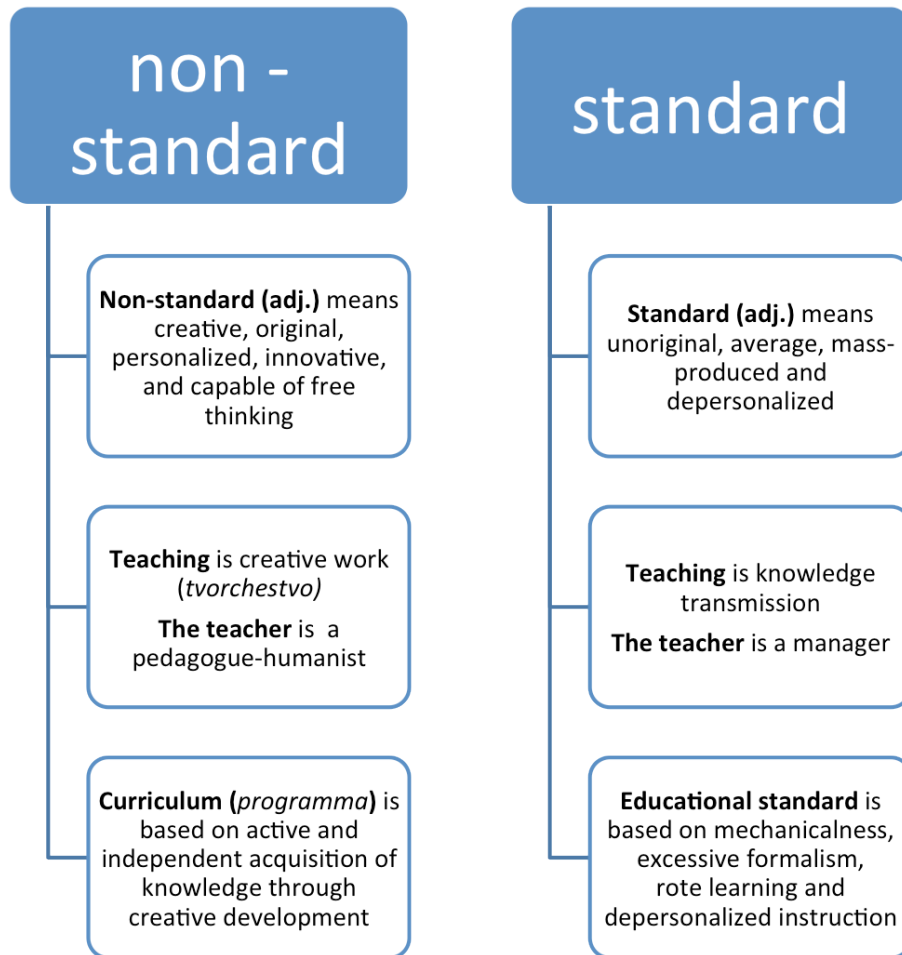 non -
standard
Non-standard (adj.) means
creative, original,
personalized, innovative,
and capable of free
thinking
Teaching is creative work
(tvorchestvo)
The teacher is a
pedagogue-humanist
Curriculum (programma) is
based on active and
independent acquisition of
knowledge through
creative development
standard
Standard (adj.) means
unoriginal, average, mass-
produced and
depersonalized
Teaching is knowledge
transmission
The teacher is a manager
Educational standard is
based on mechanicalness,
excessive formalism,
rote learning and
depersonalized instruction